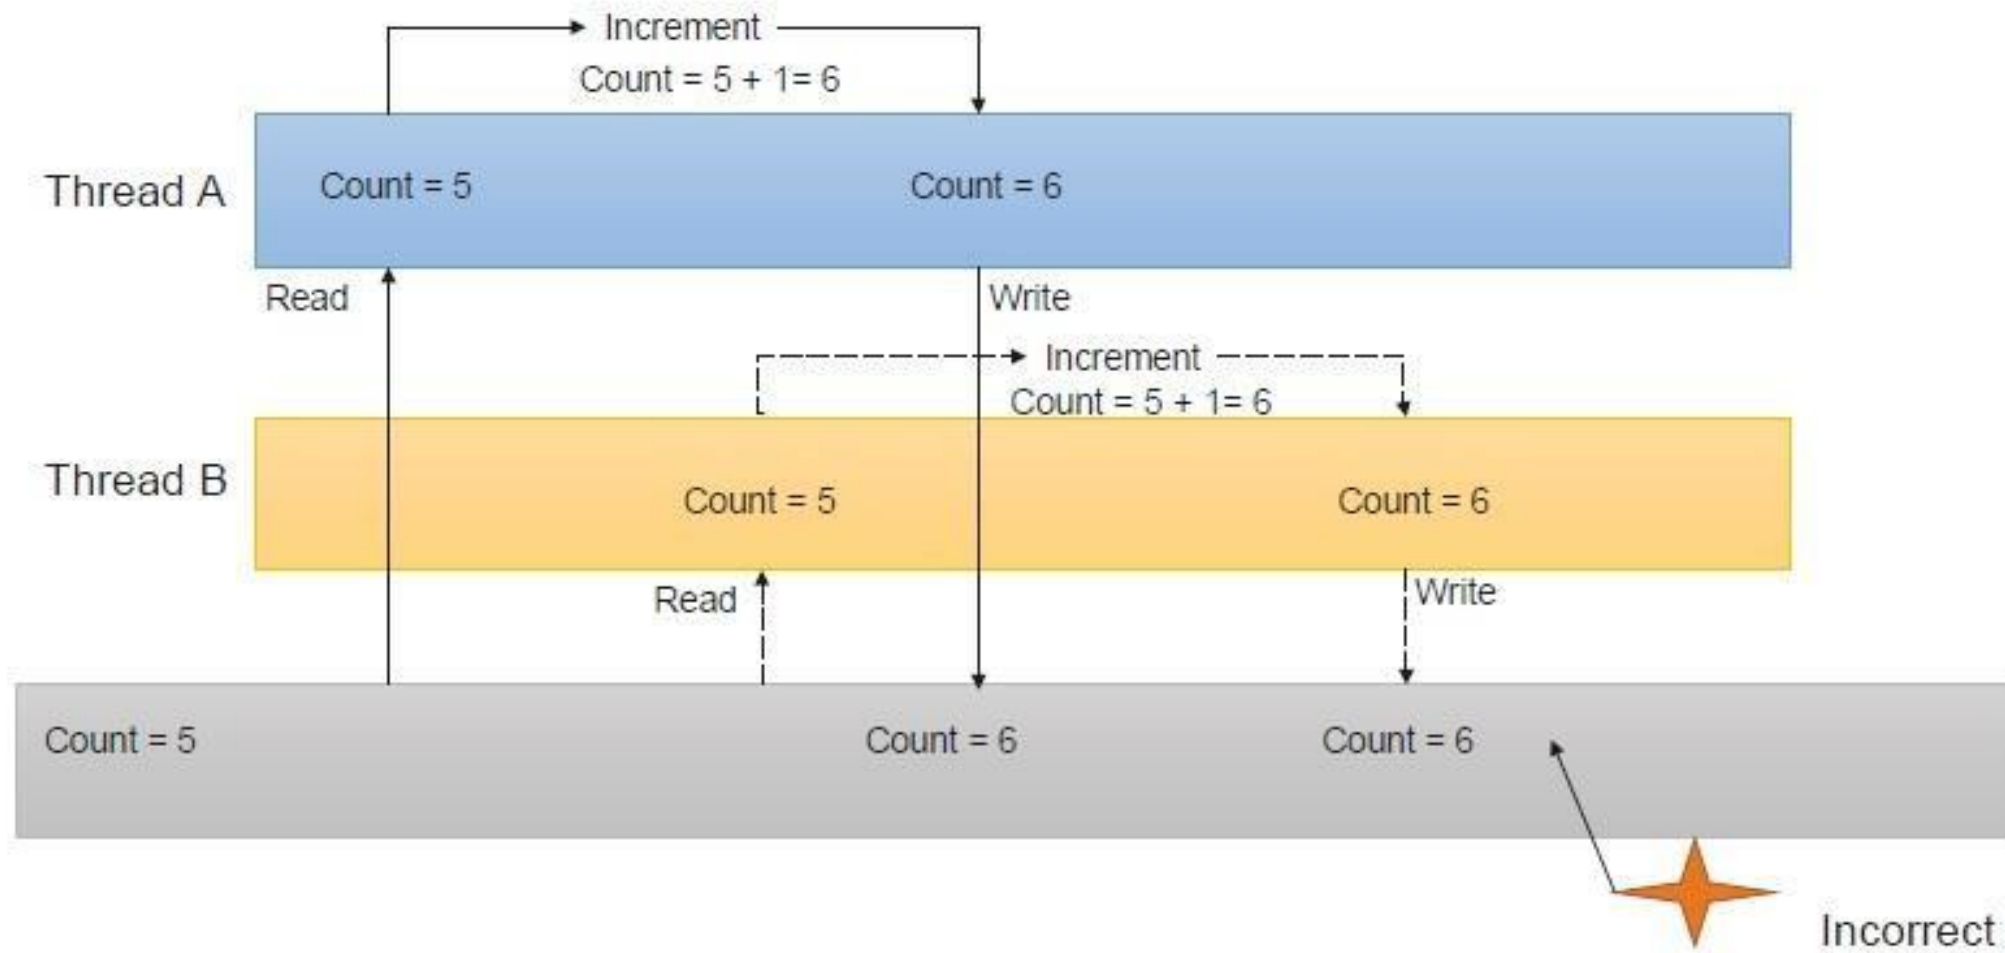 Increment
Count = 5 + 1= 6
Thread A
Count = 5
Count = 6
Read
Write
Increment
Count = 5 + 1= 6
Thread B
Count = 5
Count = 6
Read
Write
Count = 5
Count = 6
Count = 6
Incorrect